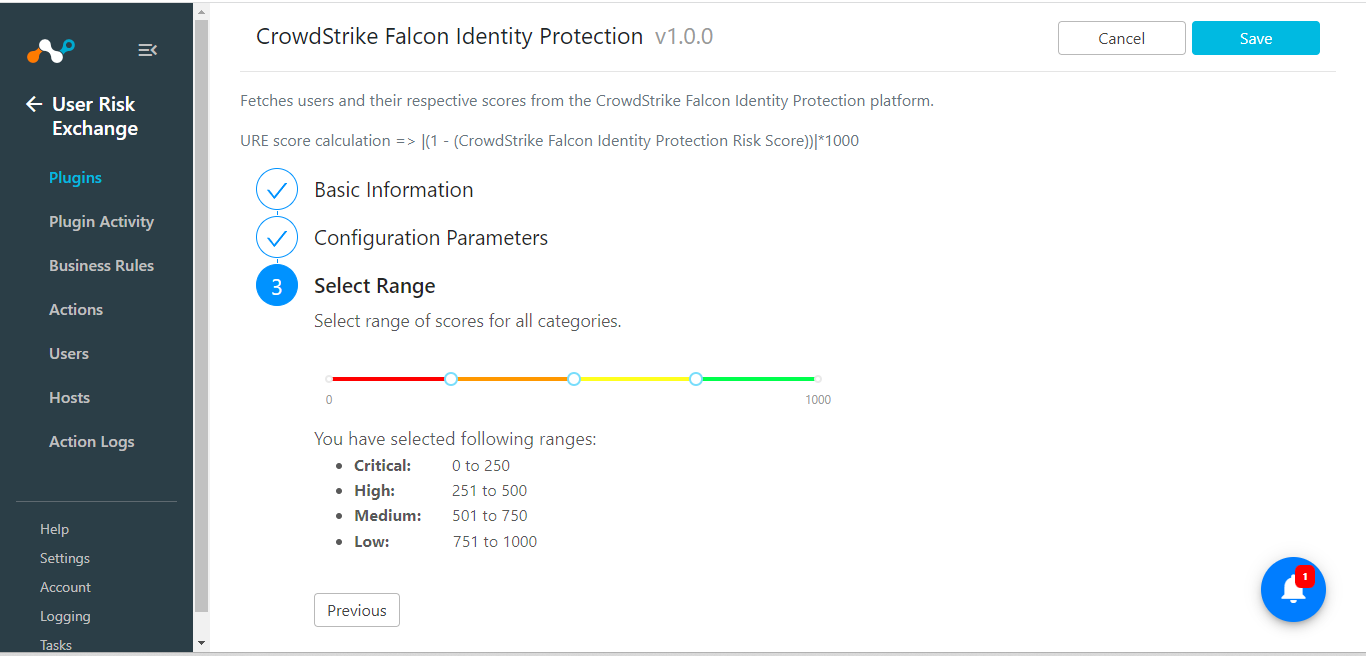 CrowdStrike Falcon Identity Protection v1.0.0
Cancel
Save
User Risk
Exchange
Fetches users and their respective scores from the CrowdStrike Falcon Identity Protection platform.
URE score calculation => |(1 - (CrowdStrike Falcon Identity Protection Risk Score))|*1000
Plugins
Plugin Activity
Business Rules
Actions
Users
Hosts
Action Logs
Help
Settings
Account
Logging
Tasks
Basic Information
Configuration Parameters
3 Select Range
Select range of scores for all categories.
0 1000
You have selected following ranges:
• Critical: 0 to 250
• High: 251 to 500
• Medium: 501 to 750
• Low: 751 to 1000
Previous
1